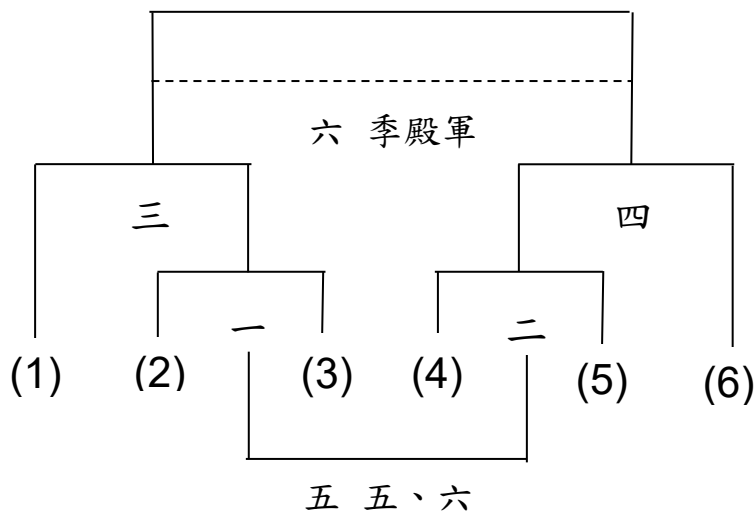 六 季殿軍
三 四
一 二
(1) (2) (3) (4) (5) (6)
五 五、六